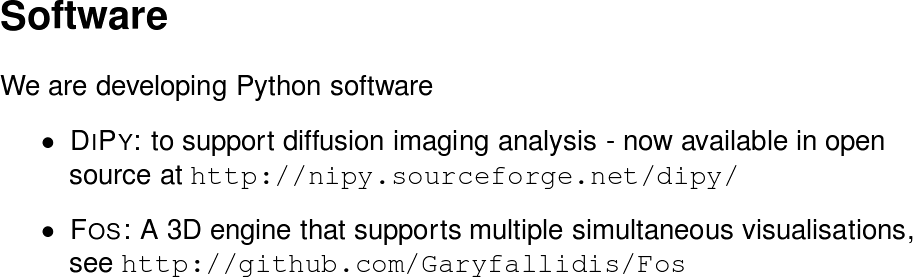 Software
We are developing Python software
• DIPY: to support diffusion imaging analysis - now available in open
source at http://nipy.sourceforge.net/dipy/
• FOS: A 3D engine that supports multiple simultaneous visualisations,
see http://github.com/Garyfallidis/Fos